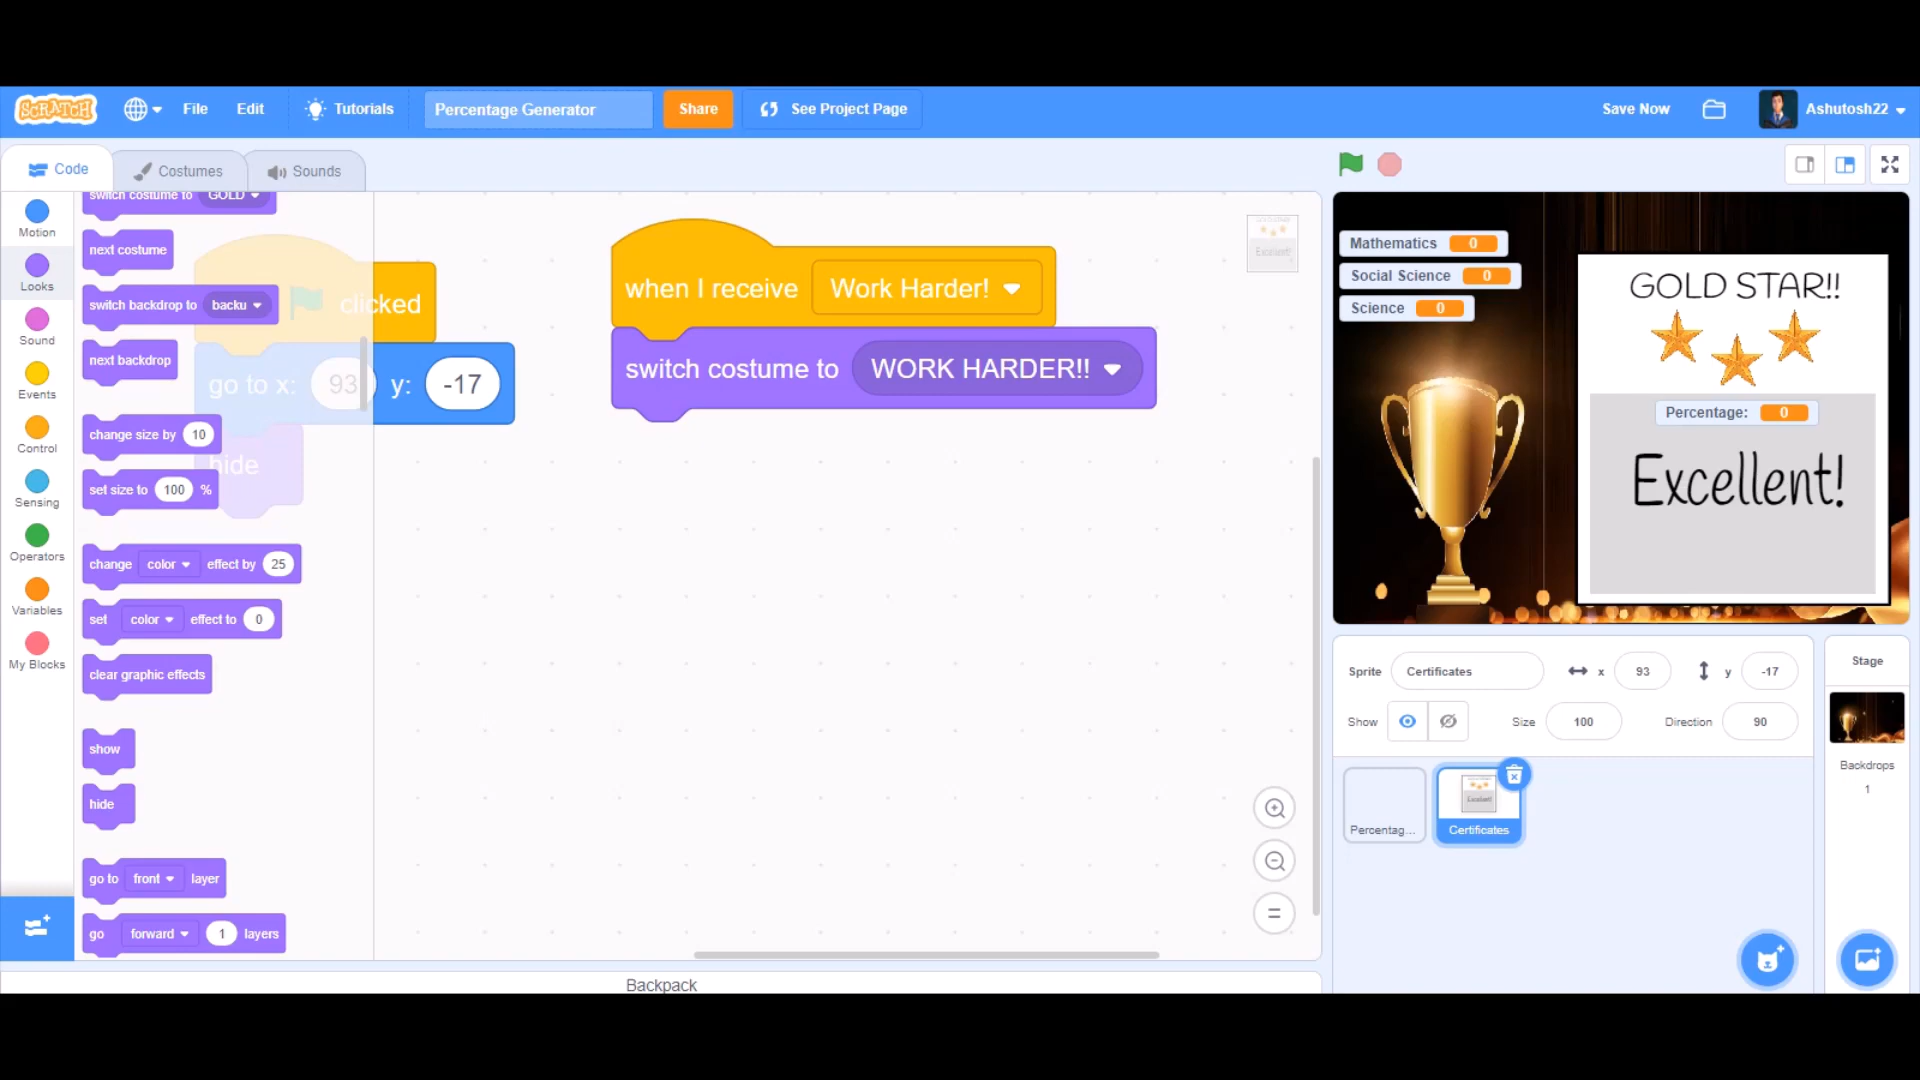 SCRATCH
File
Edit
Tutorials
Percentage Generator
Share
See Project Page
Save Now
Ashutosh22
Code
Costumes
Sounds
Motion
Looks
Sound
Events
Control
Sensing
Operators
Variables
My Blocks
switch costume to GOLD
next costume
switch backdrop to backu
next backdrop
change size by 10
set size to 100 %
change color effect by 25
set color effect to 0
clear graphic effects
show
hide
go to front layer
go forward 1 layers
clicked
go to x: 93 y: -17
hide
when I receive Work Harder!
switch costume to WORK HARDER!!
Backpack
Mathematics 0
Social Science 0
Science 0
GOLD STAR!!
Percentage: 0
Excellent!
Sprite Certificates x 93 y -17
Show Size 100 Direction 90
Percentag...
Certificates
Stage
Backdrops
1